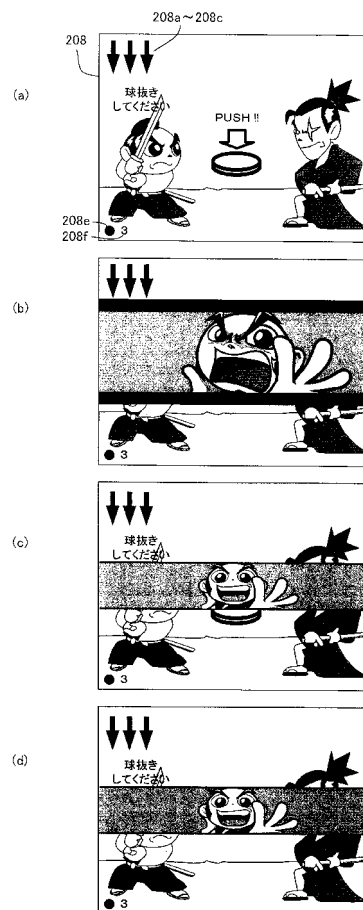 208
208a～208c
(a)
球抜き
してください
PUSH !!
208e
208f
3
(b)
3
(c)
球抜き
してください
3
(d)
球抜き
してください
3